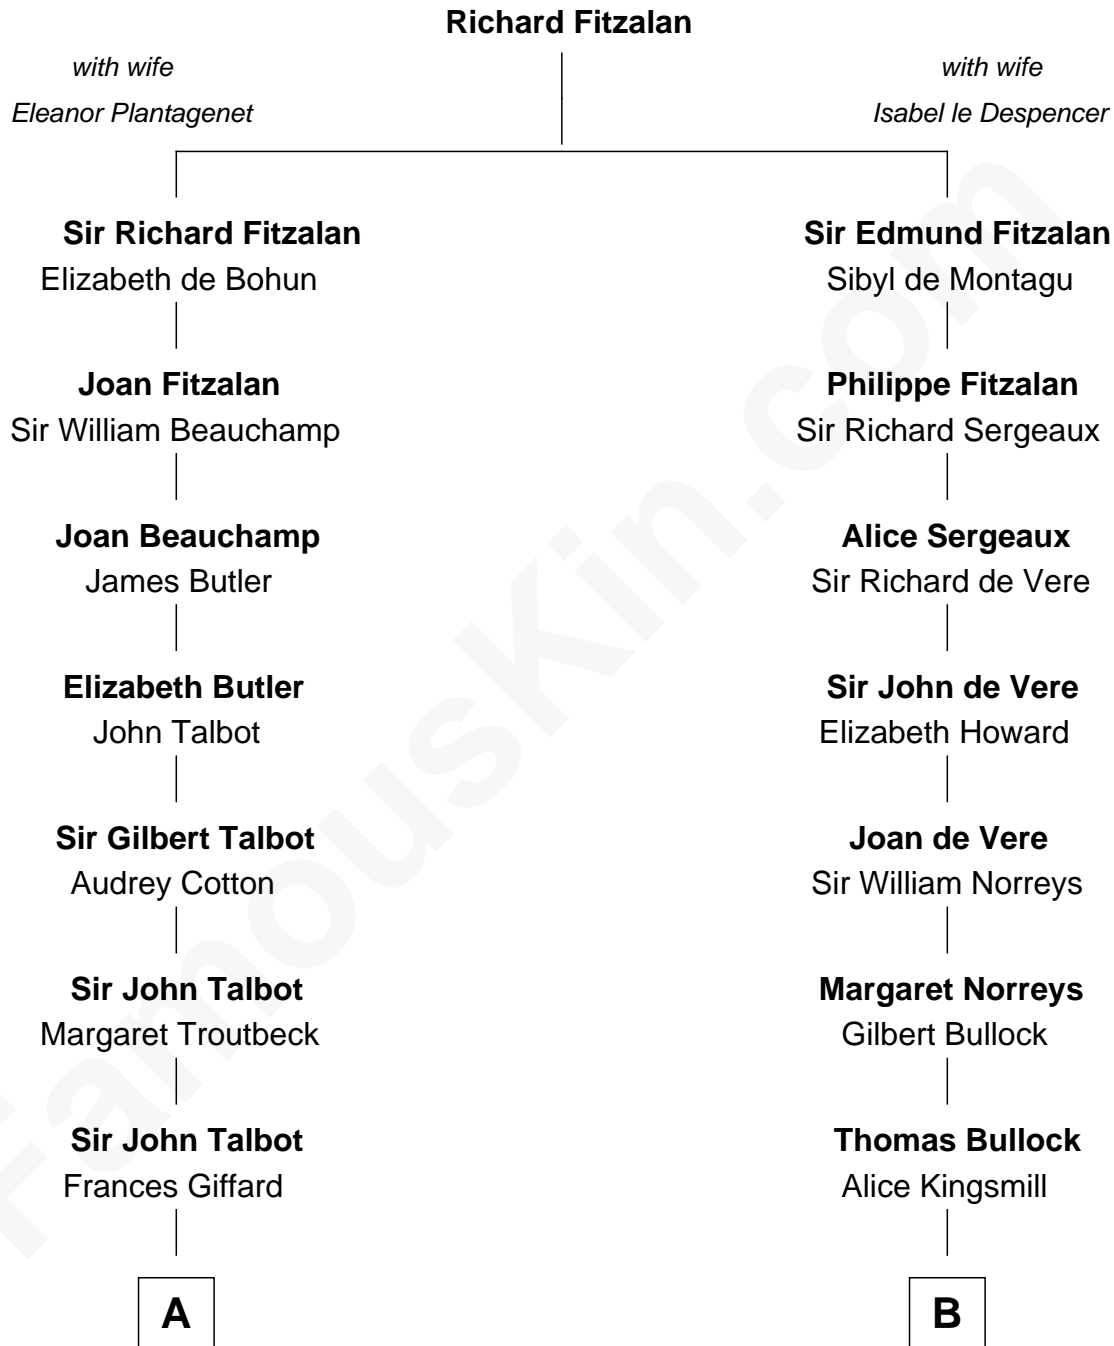 Richard Fitzalan
with wife
Eleanor Plantagenet
with wife
Isabel le Despencer
Sir Richard Fitzalan
Elizabeth de Bohun
Sir Edmund Fitzalan
Sibyl de Montagu
Joan Fitzalan
Sir William Beauchamp
Philippe Fitzalan
Sir Richard Sergeaux
Joan Beauchamp
James Butler
Alice Sergeaux
Sir Richard de Vere
Elizabeth Butler
John Talbot
Sir John de Vere
Elizabeth Howard
Sir Gilbert Talbot
Audrey Cotton
Joan de Vere
Sir William Norreys
Sir John Talbot
Margaret Troutbeck
Margaret Norreys
Gilbert Bullock
Sir John Talbot
Frances Giffard
Thomas Bullock
Alice Kingsmill
A
B
FamousKin.com